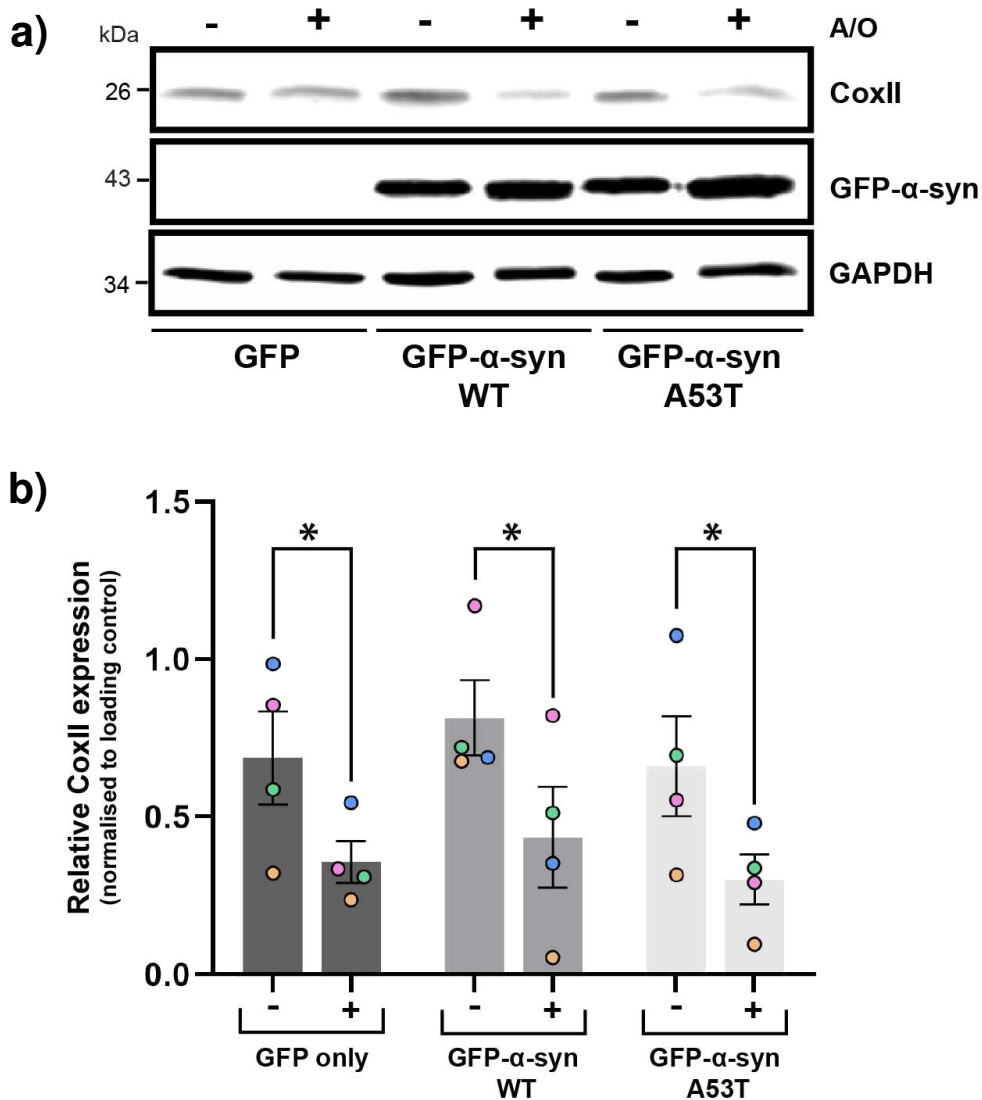 a)
kDa - + - + - + A/O
26 CoxII
43 GFP-α-syn
34 GAPDH
GFP GFP-α-syn GFP-α-syn
WT A53T
b)
Relative CoxII expression
(normalised to loading control)
1.5
* * *
1.0
0.5
0.0
- + - + - +
GFP only GFP-α-syn GFP-α-syn
WT A53T